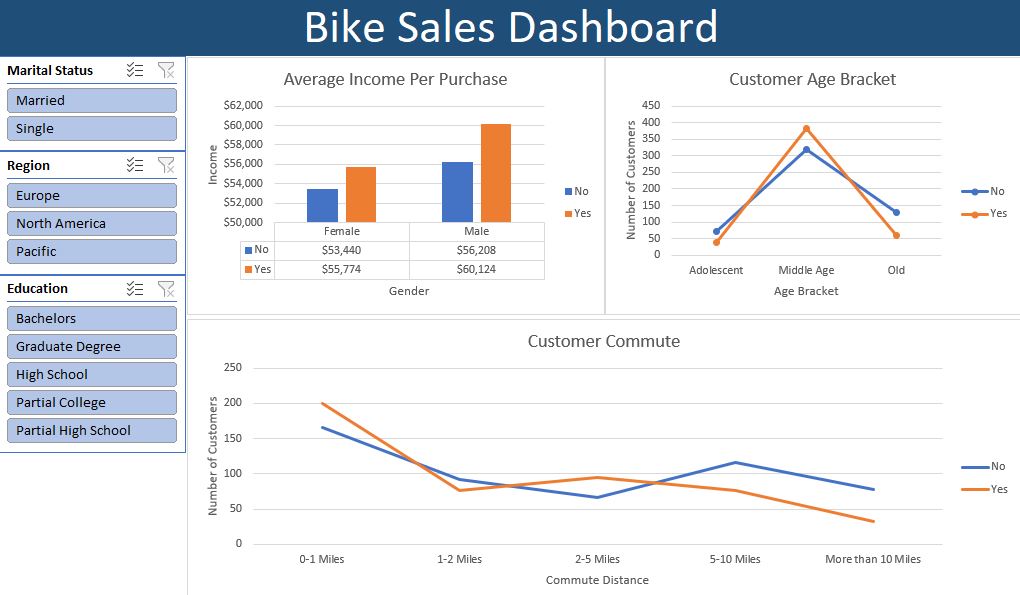 Bike Sales Dashboard
Marital Status
Married
Single
Region
Europe
North America
Pacific
Education
Bachelors
Graduate Degree
High School
Partial College
Partial High School
Average Income Per Purchase
$62,000
$60,000
$58,000
$56,000
$54,000
$52,000
$50,000
Income
Female Male
No $53,440 $56,208
Yes $55,774 $60,124
Gender
No
Yes
Customer Age Bracket
450
400
350
300
250
200
150
100
50
0
Number of Customers
Adolescent Middle Age Old
Age Bracket
No
Yes
Customer Commute
250
200
150
100
50
0
Number of Customers
0-1 Miles 1-2 Miles 2-5 Miles 5-10 Miles More than 10 Miles
Commute Distance
No
Yes